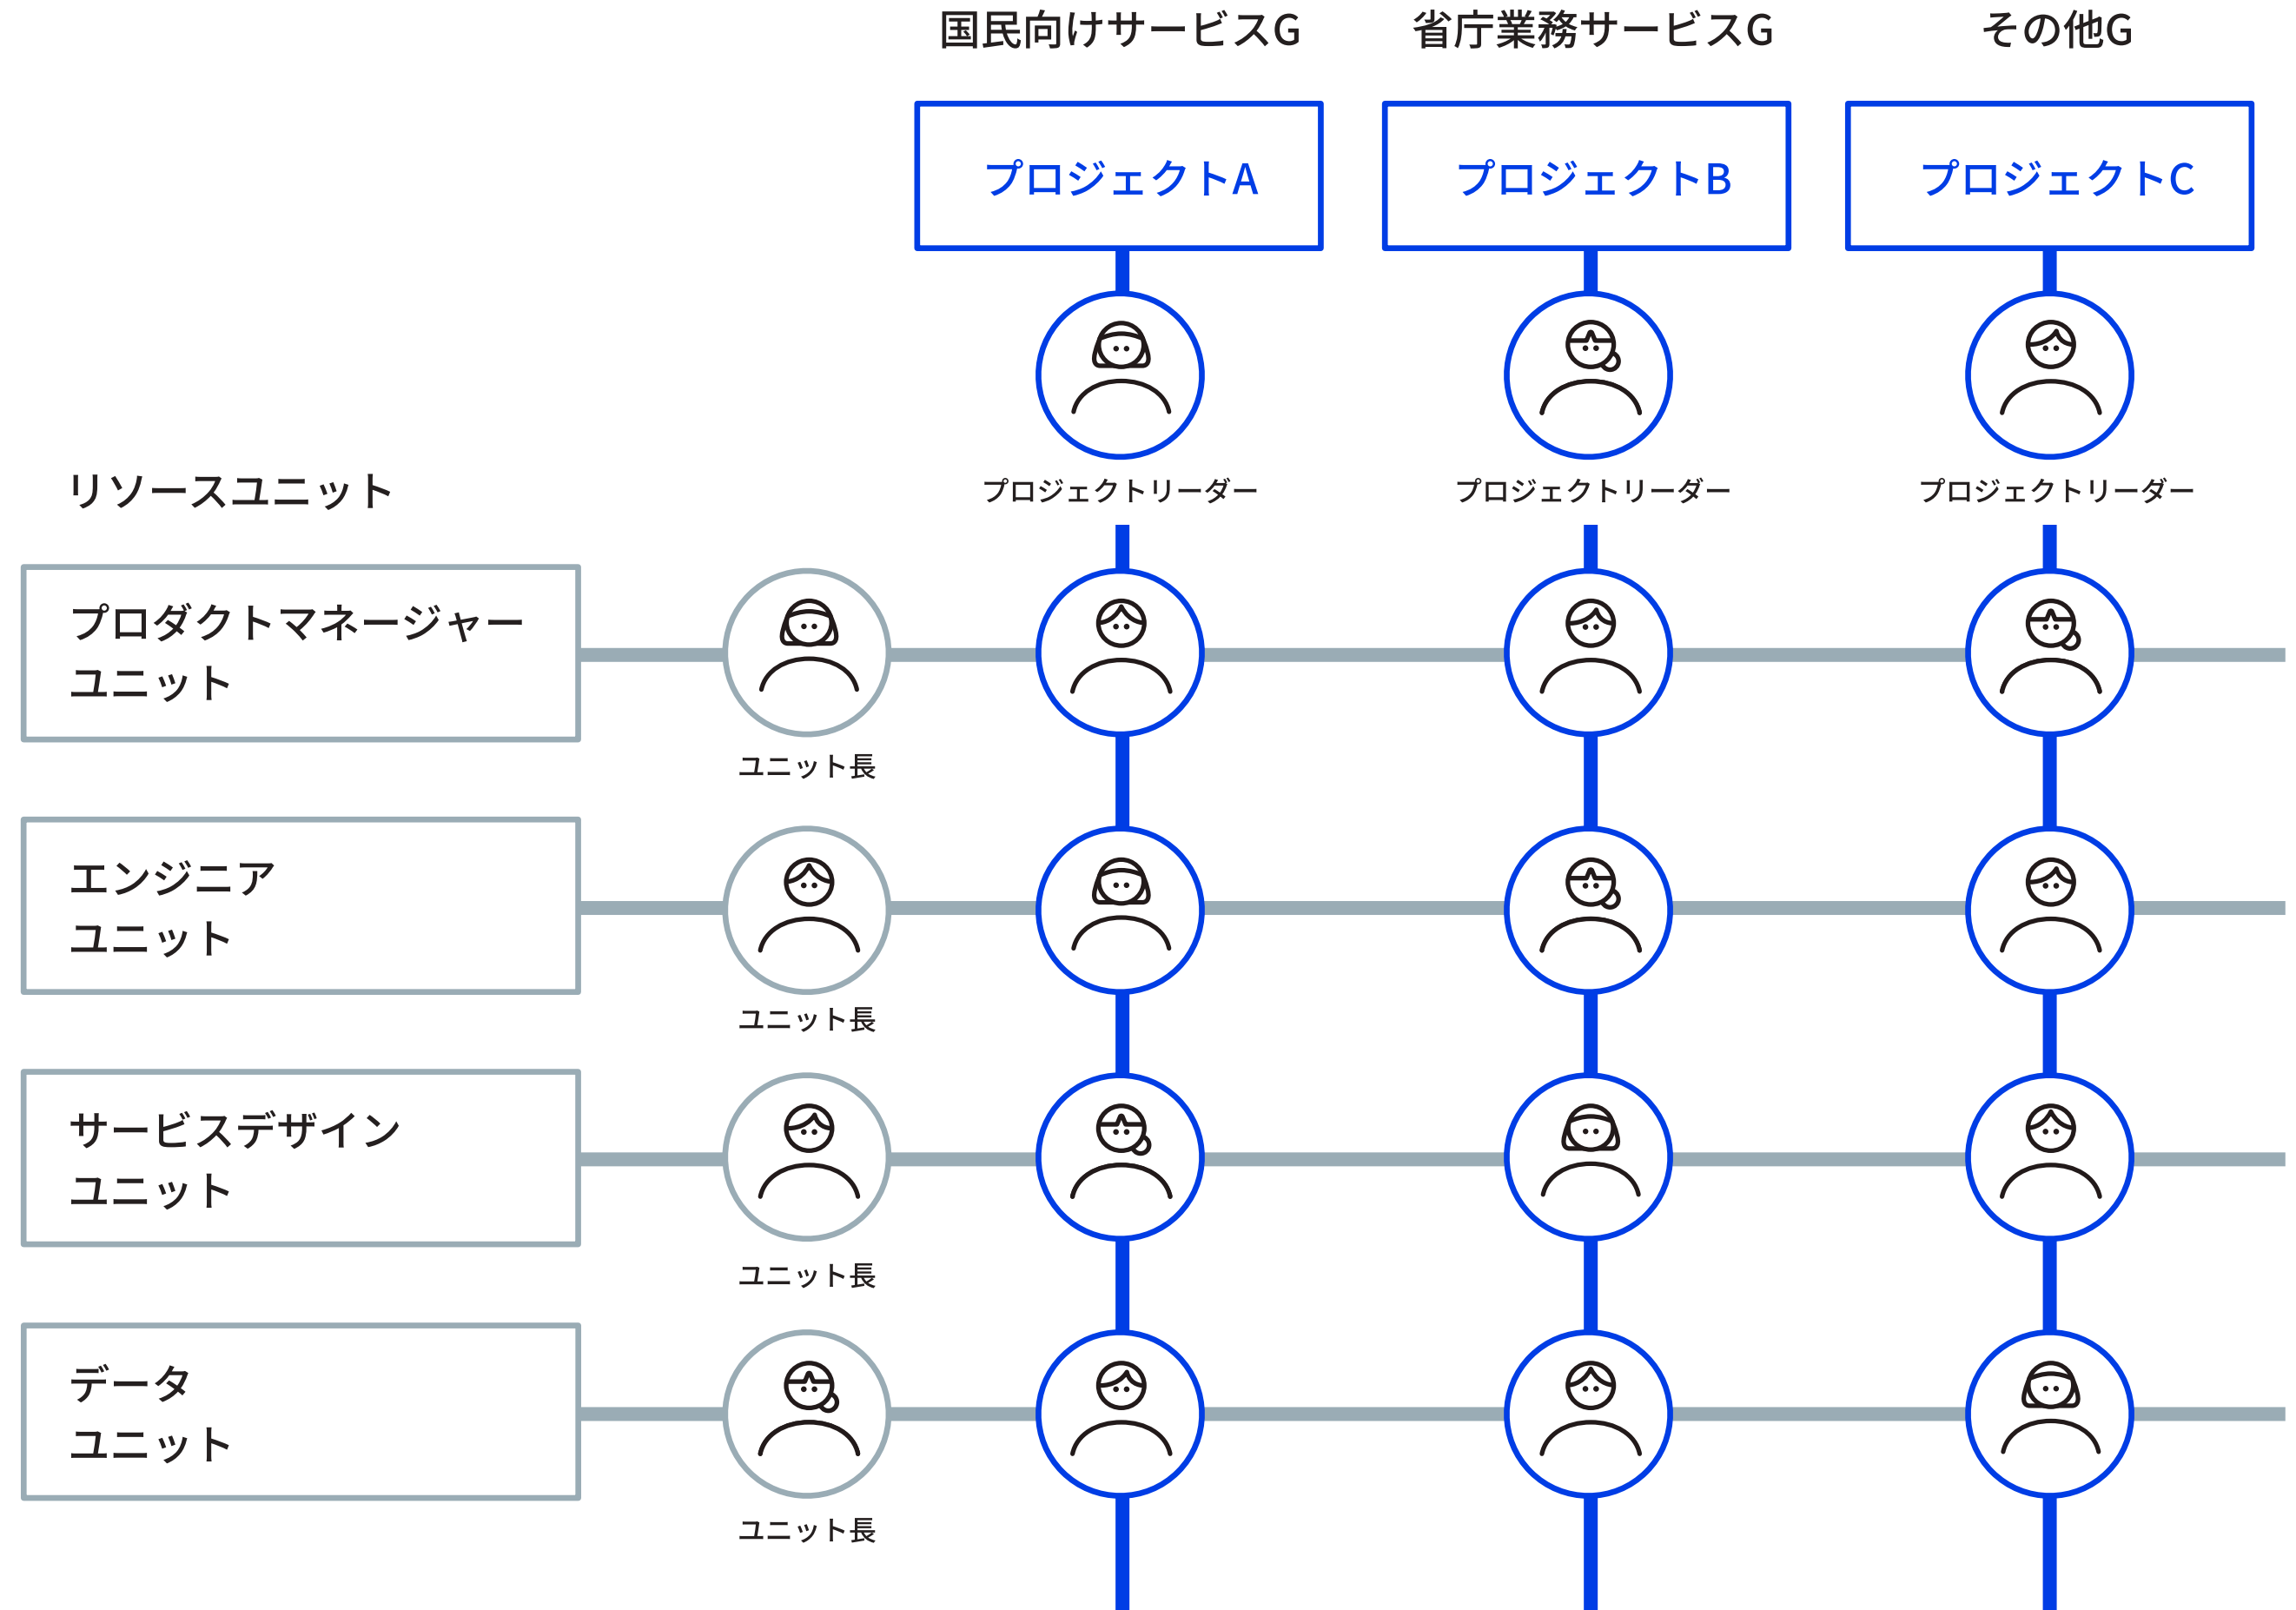 国民向けサービスG
省庁業務サービスG
その他G
プロジェクトA
プロジェクトB
プロジェクトC
プロジェクトリーダー
プロジェクトリーダー
プロジェクトリーダー
リソースユニット
プロダクトマネージャー
ユニット
ユニット長
エンジニア
ユニット
ユニット長
サービスデザイン
ユニット
ユニット長
データ
ユニット
ユニット長